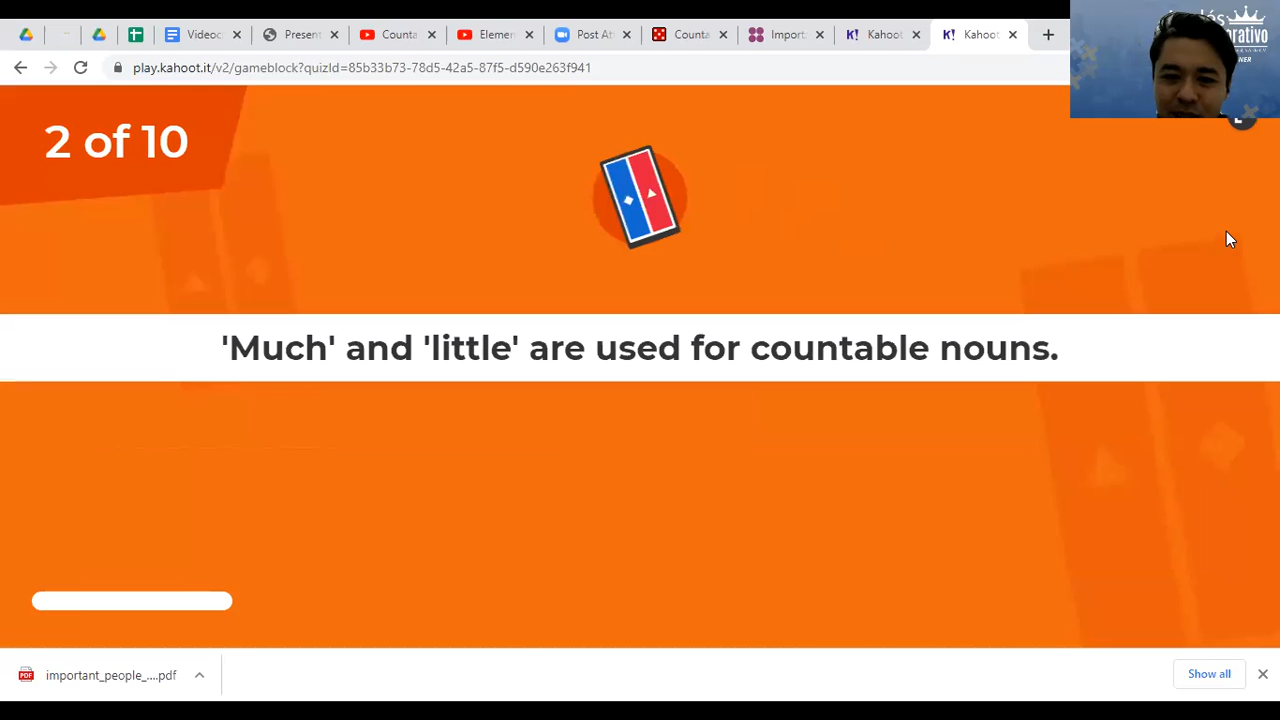 Videoc
Present
Counta
Elemen
Post At
Counta
Import
K! Kahoot
K! Kahoot
play.kahoot.it/v2/gameblock?quizId=85b33b73-78d5-42a5-87f5-d590e263f941
2 of 10
'Much' and 'little' are used for countable nouns.
PDF
important_people_....pdf
Show all